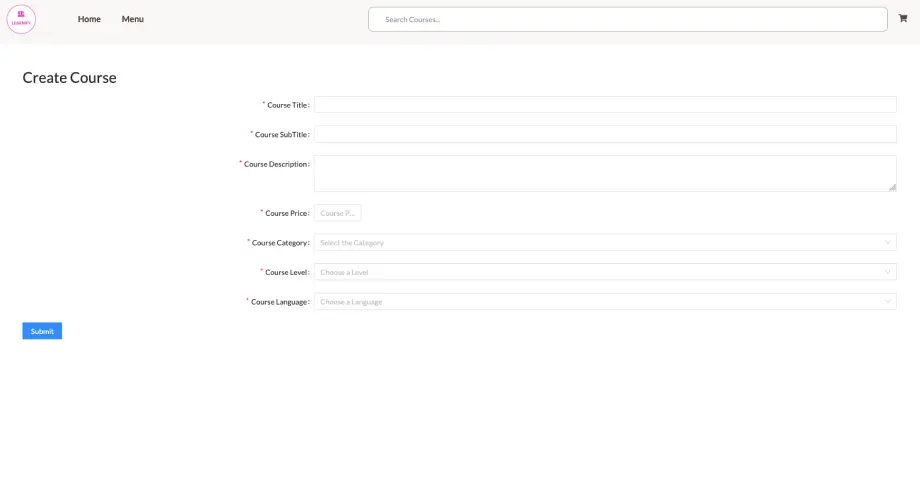 Home Menu Search Courses...
Create Course
* Course Title:
* Course SubTitle:
* Course Description:
* Course Price: Course P...
* Course Category: Select the Category
* Course Level: Choose a Level
* Course Language: Choose a Language
Submit